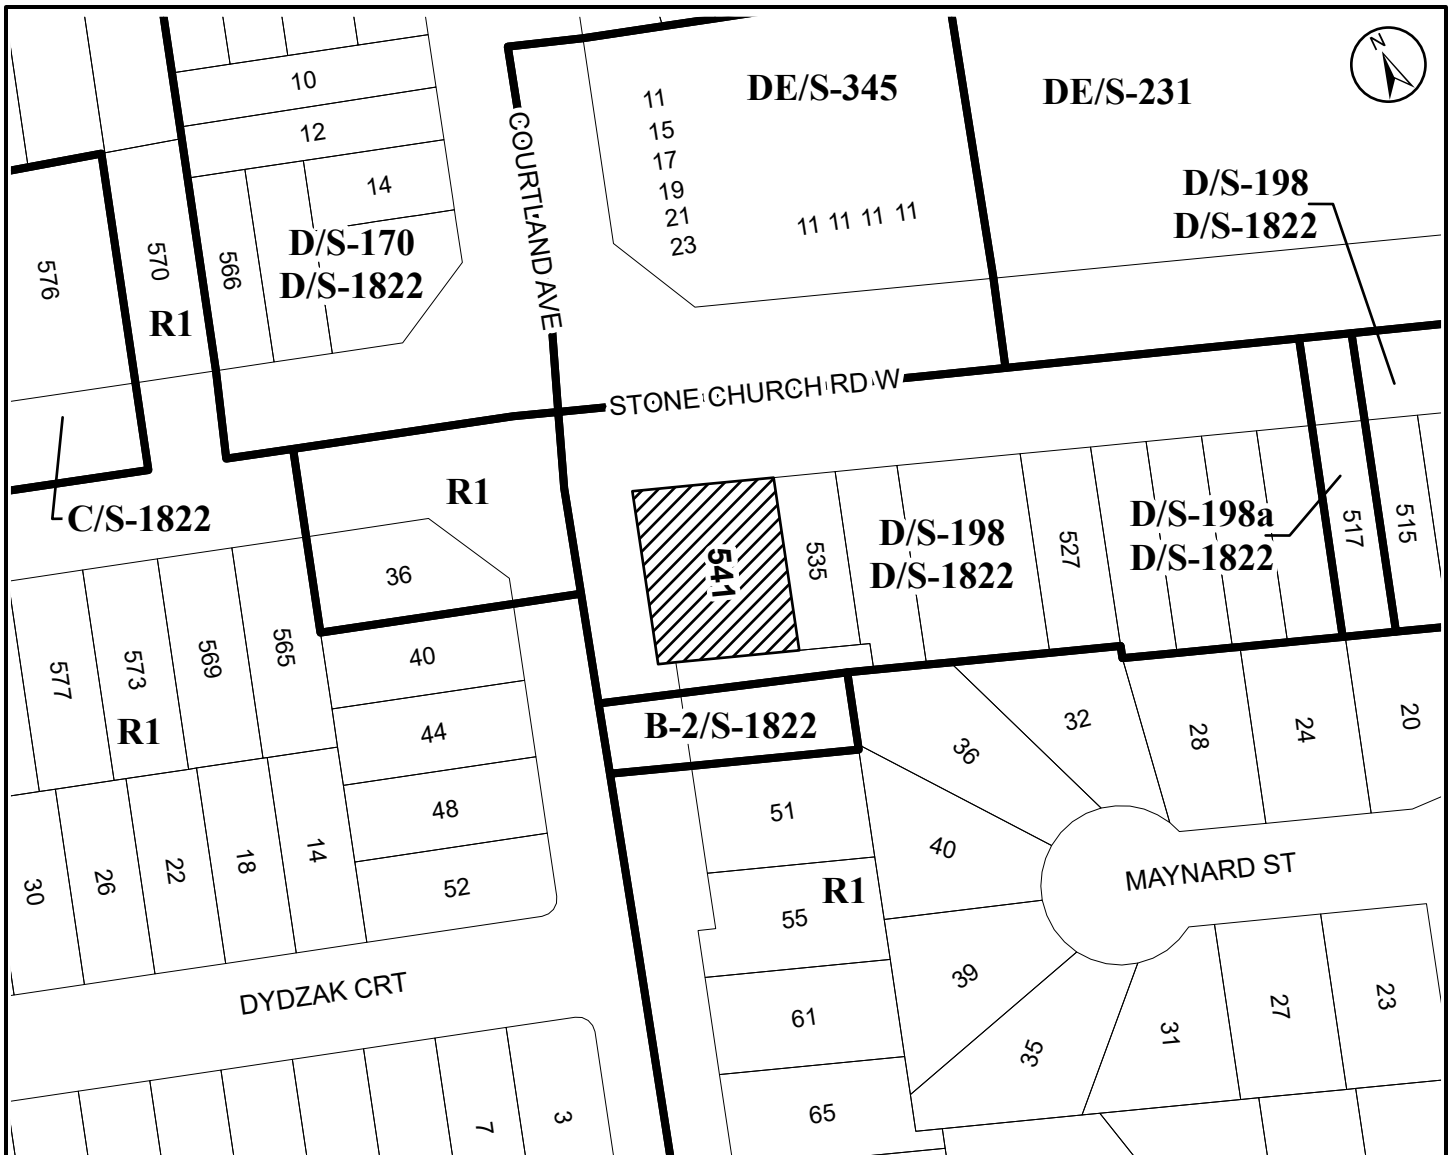 N
10
12
14
566
570
576
D/S-170
D/S-1822
R1
C/S-1822
COURTLAND AVE
11
15
17
19
21
23
11 11 11 11
DE/S-345
DE/S-231
D/S-198
D/S-1822
STONE CHURCH RD W
R1
36
541
535
D/S-198
D/S-1822
527
D/S-198a
D/S-1822
517
515
577
573
569
565
R1
40
44
48
52
30
26
22
18
14
B-2/S-1822
51
55
R1
61
65
36
32
28
24
20
40
39
35
31
27
23
MAYNARD ST
DYDZAK CRT
7
3